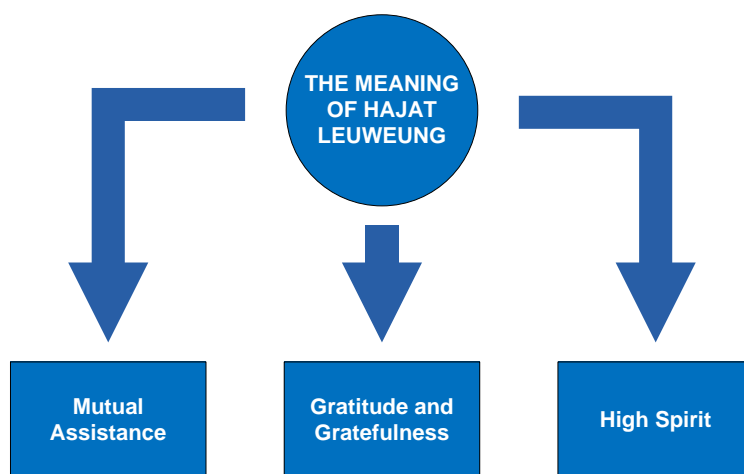 THE MEANING
OF HAJAT
LEUWEUNG
Mutual
Assistance
Gratitude and
Gratefulness
High Spirit